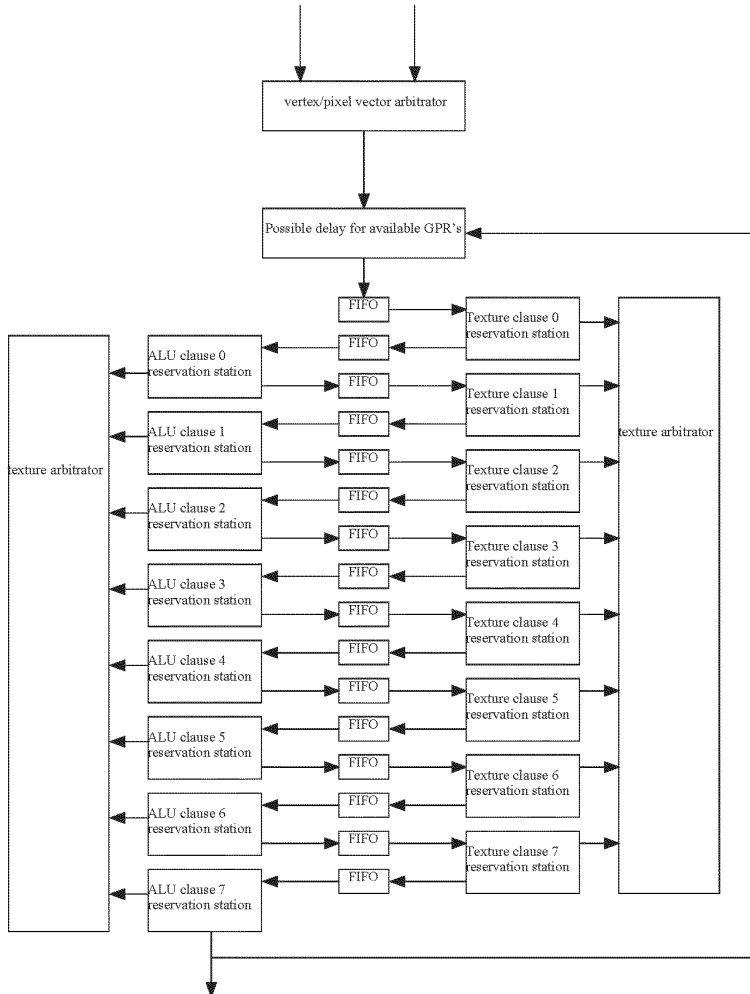 vertex/pixel vector arbitrator
Possible delay for available GPR's
FIFO
Texture clause 0
reservation station
ALU clause 0
reservation station
FIFO
FIFO
Texture clause 1
reservation station
ALU clause 1
reservation station
FIFO
texture arbitrator
texture arbitrator
FIFO
Texture clause 2
reservation station
ALU clause 2
reservation station
FIFO
FIFO
Texture clause 3
reservation station
ALU clause 3
reservation station
FIFO
FIFO
Texture clause 4
reservation station
ALU clause 4
reservation station
FIFO
FIFO
Texture clause 5
reservation station
ALU clause 5
reservation station
FIFO
FIFO
Texture clause 6
reservation station
ALU clause 6
reservation station
FIFO
FIFO
Texture clause 7
reservation station
ALU clause 7
reservation station
FIFO